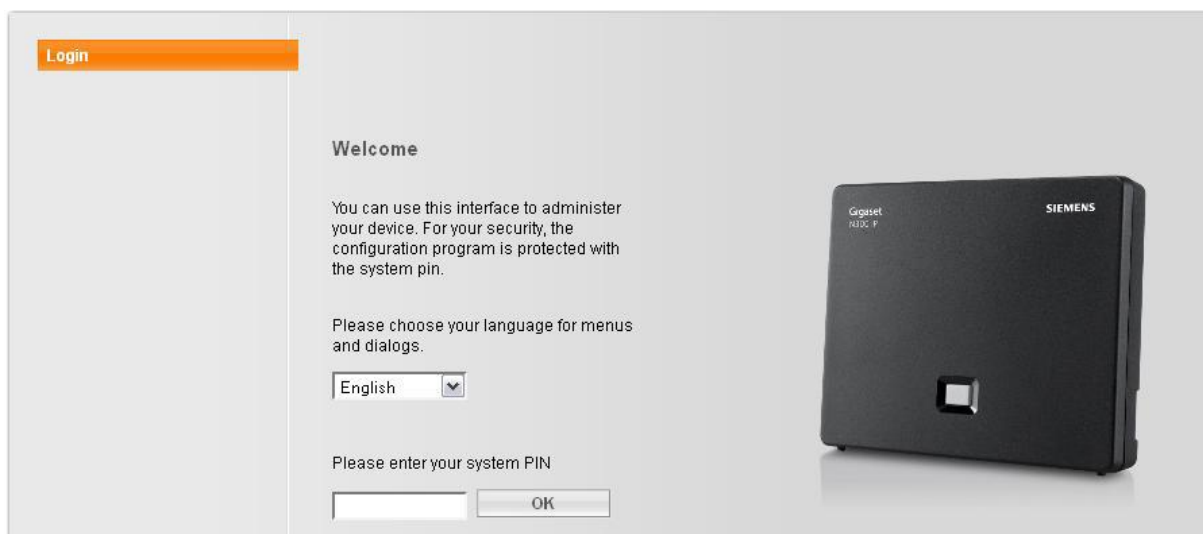 Login
Welcome
You can use this interface to administer
your device. For your security, the
configuration program is protected with
the system pin.
Please choose your language for menus
and dialogs.
English
Please enter your system PIN
OK
Gigaset
N300 IP
SIEMENS